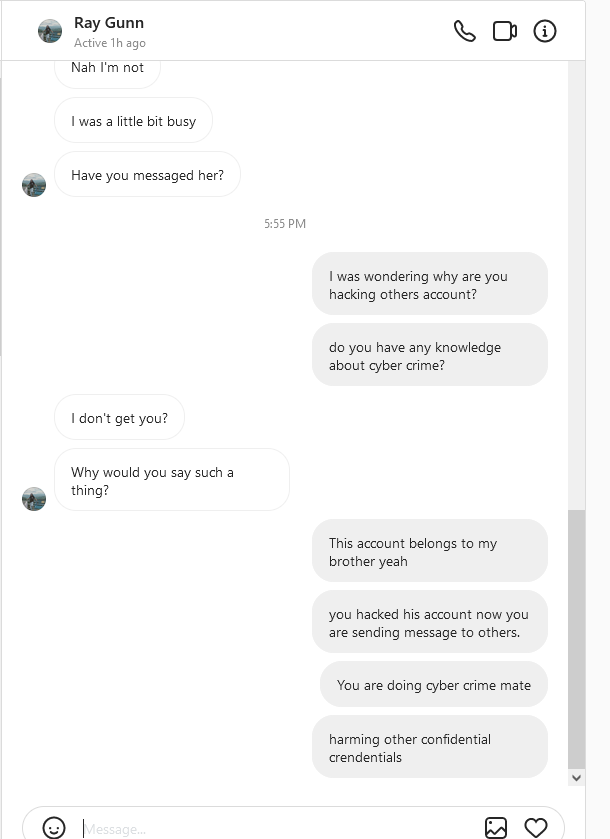 Ray Gunn
Active 1h ago
Nah I'm not
I was a little bit busy
Have you messaged her?
5:55 PM
I was wondering why are you
hacking others account?
do you have any knowledge
about cyber crime?
I don't get you?
Why would you say such a
thing?
This account belongs to my
brother yeah
you hacked his account now you
are sending message to others.
You are doing cyber crime mate
harming other confidential
crendentials
Message...